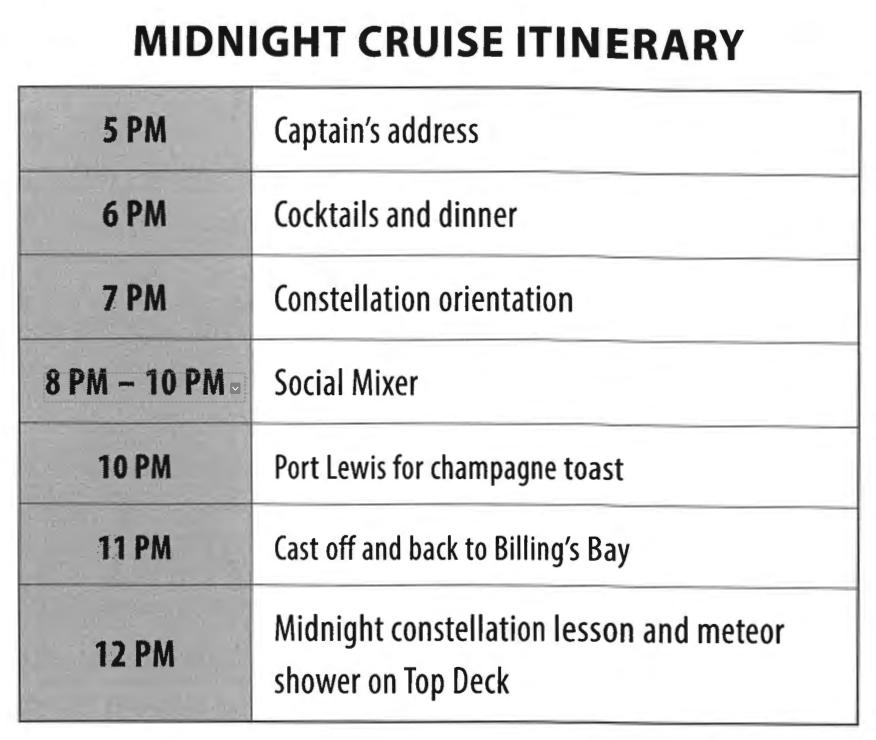 MIDNIGHT CRUISE ITINERARY
5 PM Captain's address
6 PM Cocktails and dinner
7 PM Constellation orientation
8 PM – 10 PM Social Mixer
10 PM Port Lewis for champagne toast
11 PM Cast off and back to Billing's Bay
12 PM Midnight constellation lesson and meteor
shower on Top Deck